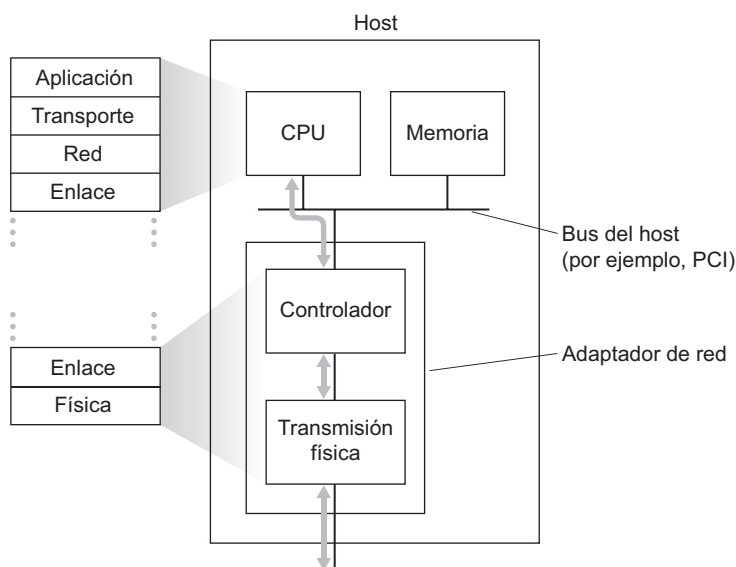 Host
Aplicación
Transporte
Red
Enlace
CPU
Memoria
Bus del host
(por ejemplo, PCI)
Controlador
Enlace
Física
Adaptador de red
Transmisión
física